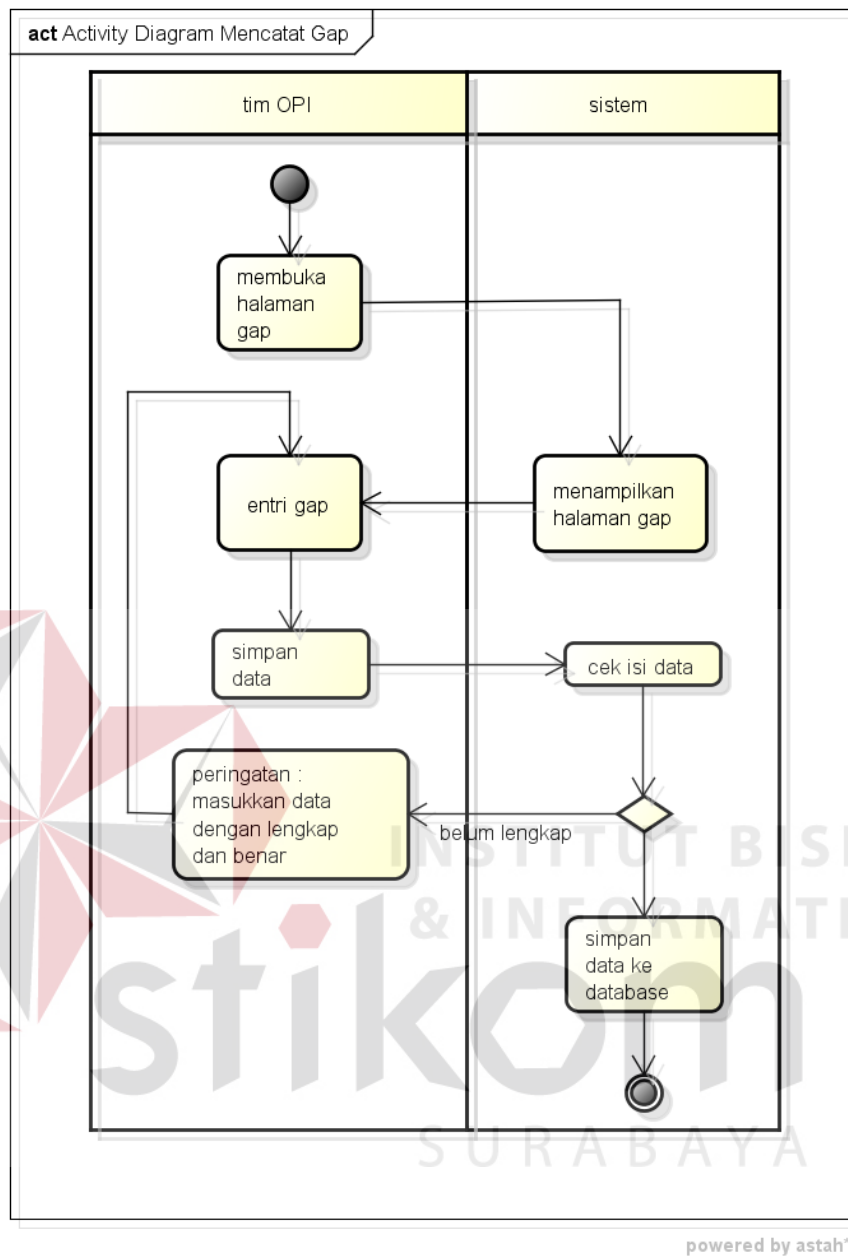 act Activity Diagram Mencatat Gap
tim OPI
sistem
membuka
halaman
gap
entri gap
menampilkan
halaman gap
simpan
data
cek isi data
peringatan :
masukkan data
dengan lengkap
dan benar
belum lengkap
simpan
data ke
database
INSTITUT
&
stikom
SURABAYA
powered by astah*